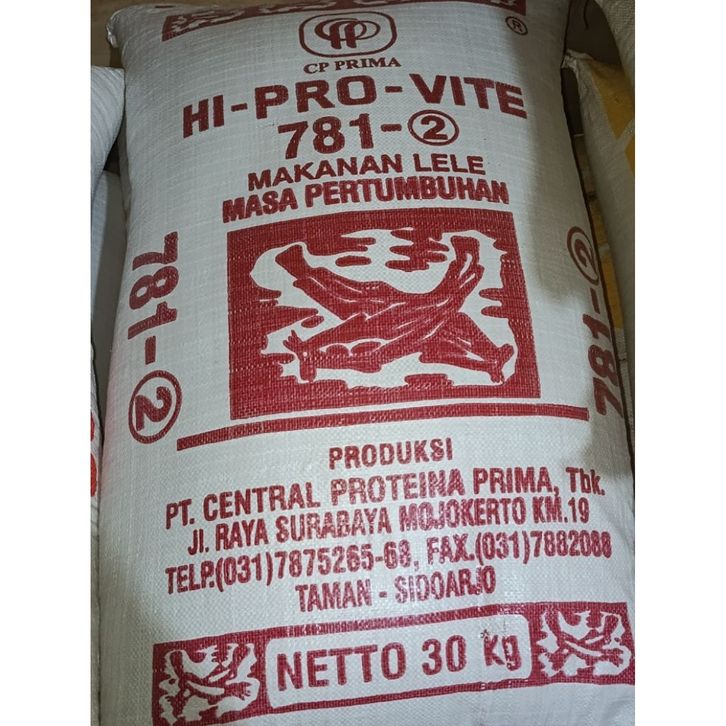 ®
CP PRIMA
HI-PRO-VITE
781-②
MAKANAN LELE
MASA PERTUMBUHAN
781-②
781-②
PRODUKSI
PT. CENTRAL PROTEINA PRIMA, Tbk.
Jl. RAYA SURABAYA MOJOKERTO KM.19
TELP.(031)7875265-68, FAX.(031)7882088
TAMAN - SIDOARJO
NETTO 30 kg